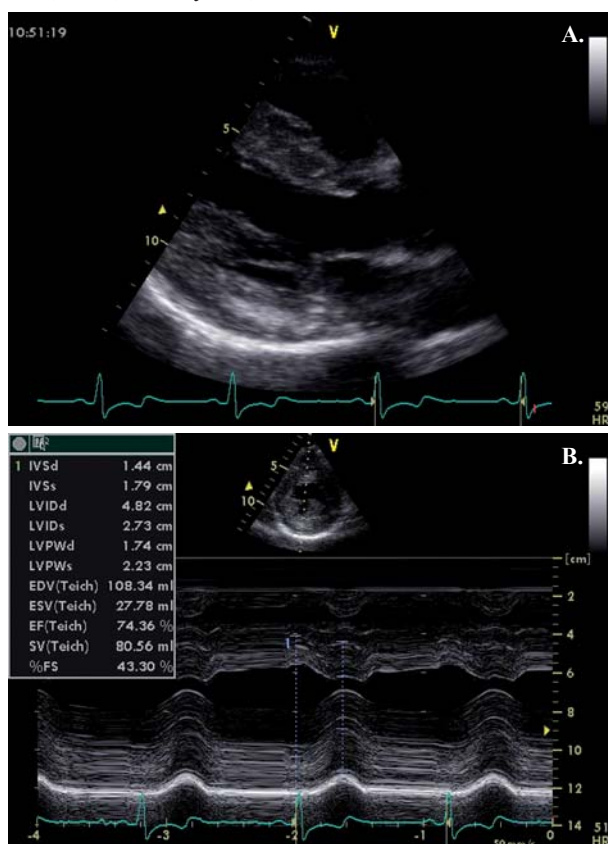 10:51:19
V
A.
5
10
59
HR
B.
V
1 IVSd 1.44 cm
IVSs 1.79 cm
LVIDd 4.82 cm
LVIDs 2.73 cm
LVPWd 1.74 cm
LVPWs 2.23 cm
EDV(Teich) 108.34 ml
ESV(Teich) 27.78 ml
EF(Teich) 74.36 %
SV(Teich) 80.56 ml
%FS 43.30 %
5
10
[cm]
2
4
6
8
10
12
14
-4 -3 -2 -1 0
51
HR